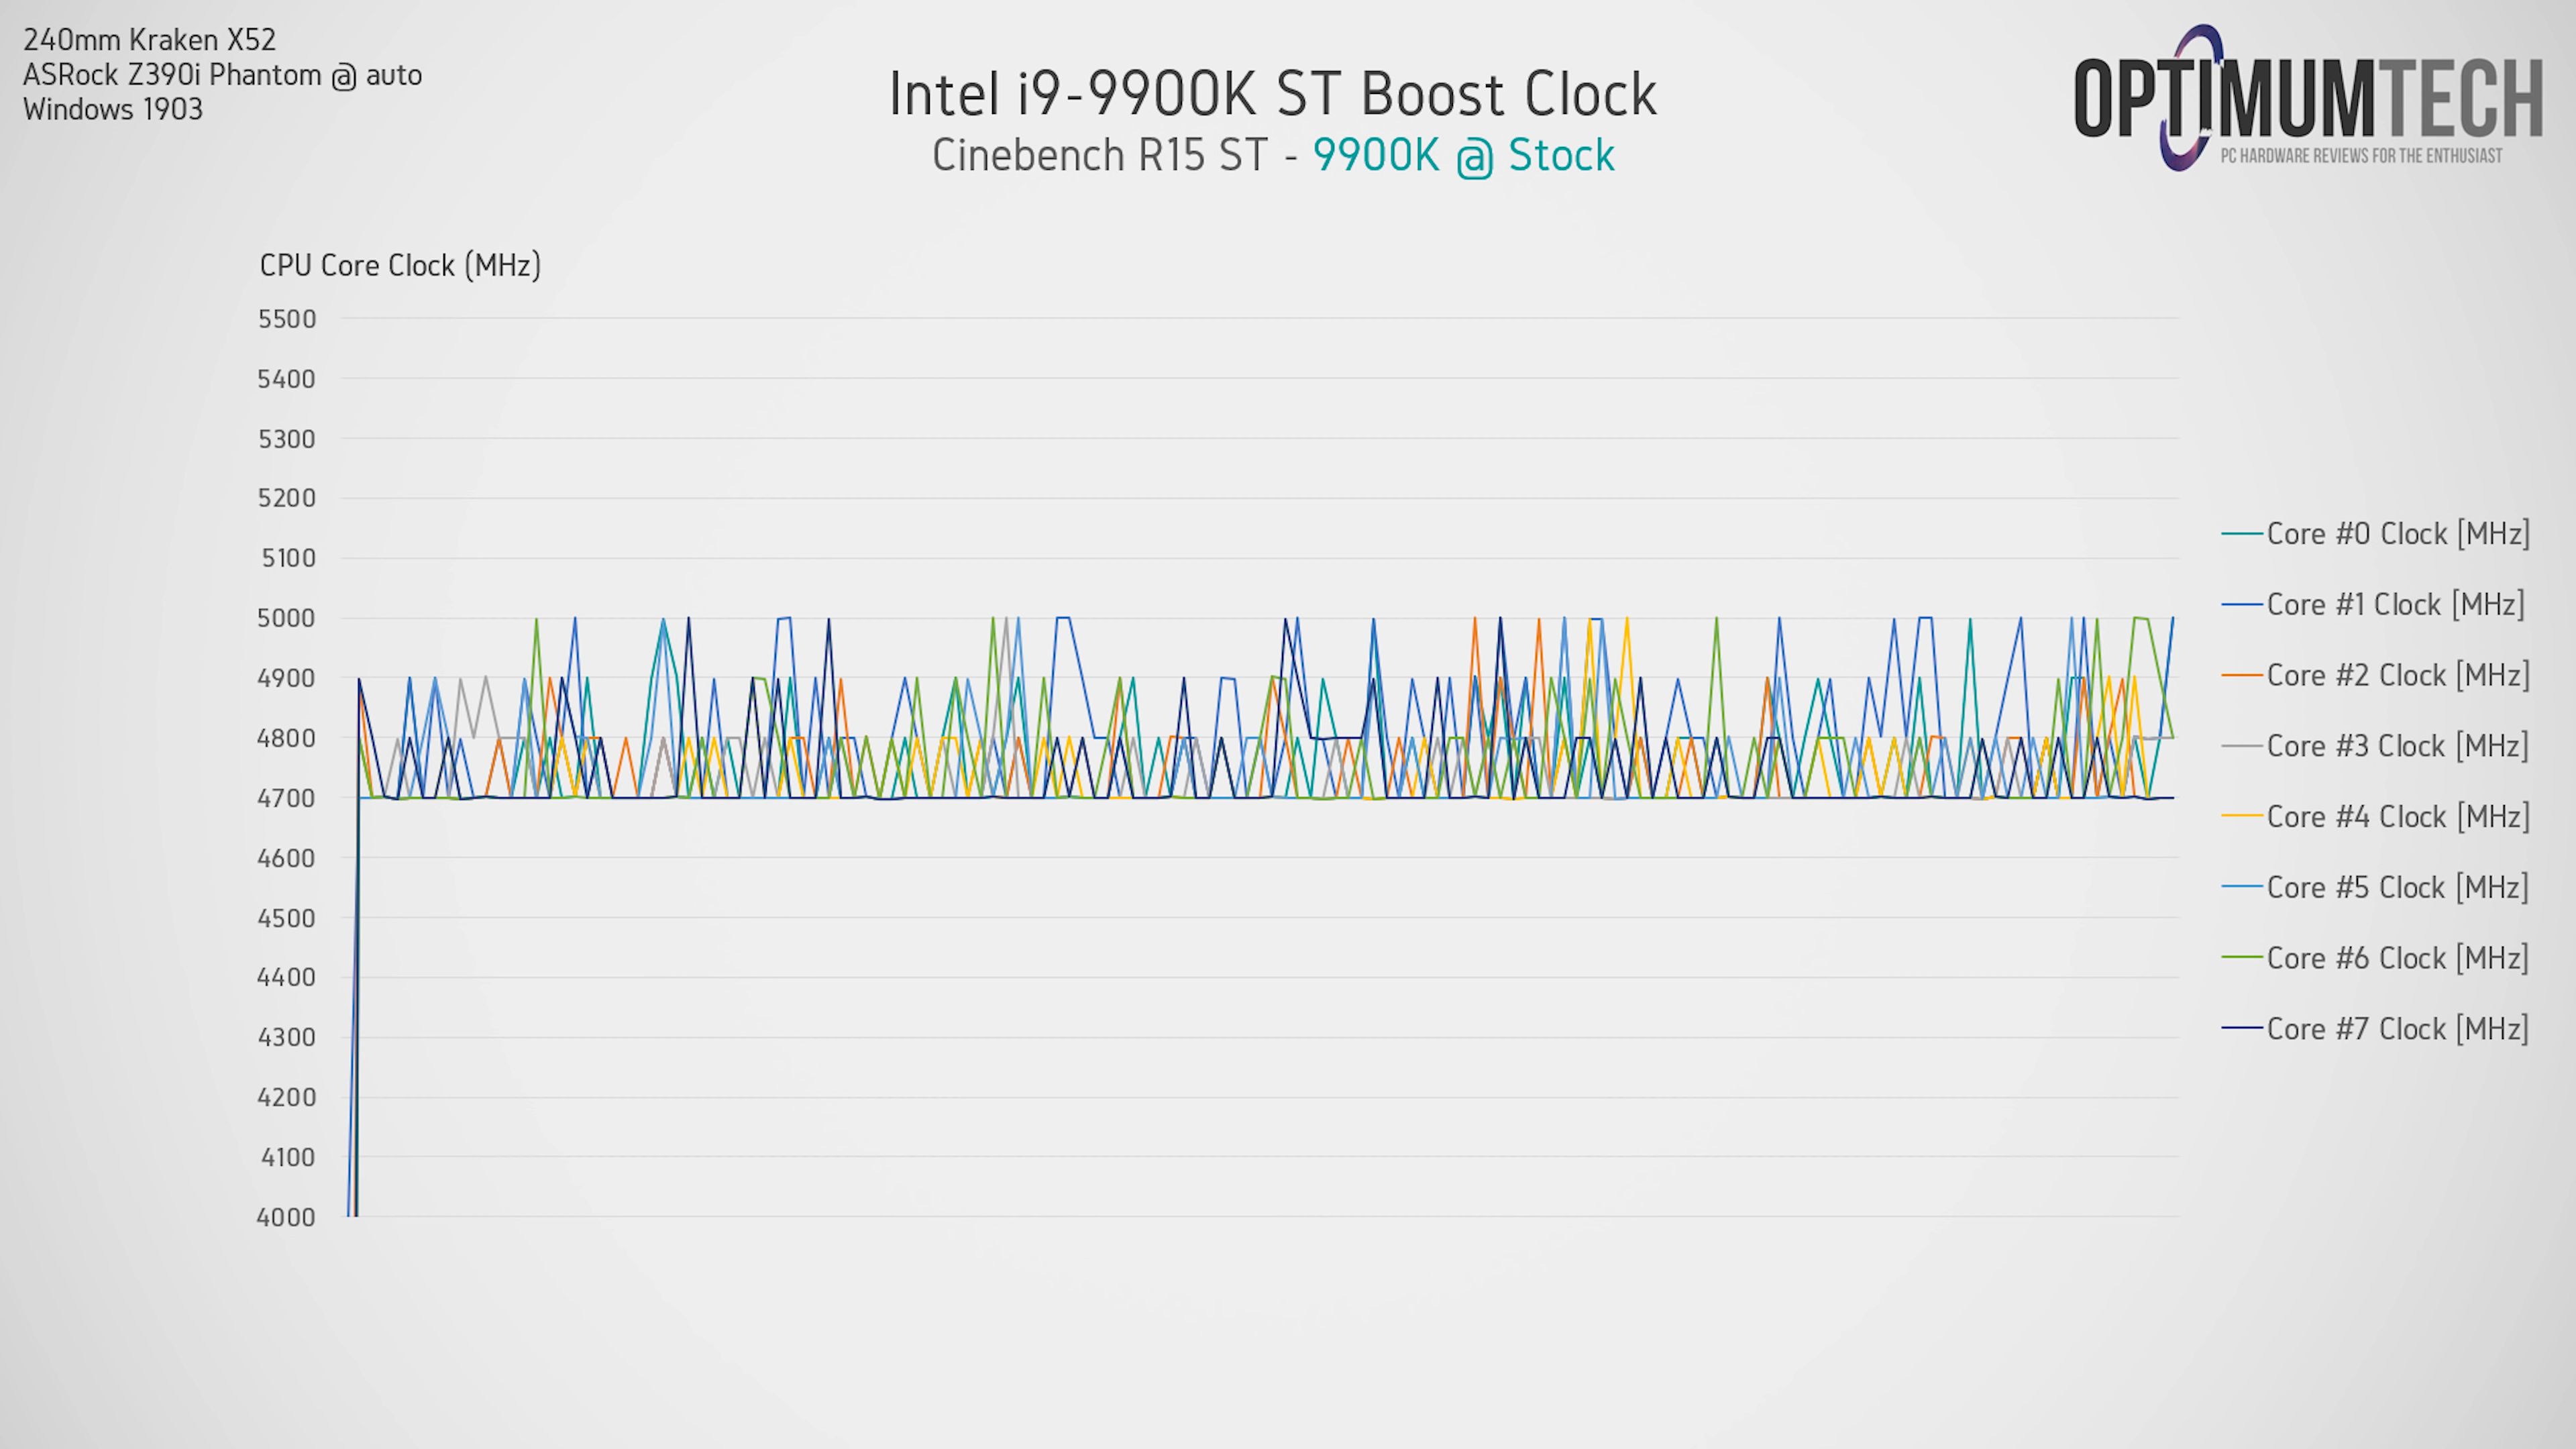 240mm Kraken X52
ASRock Z390i Phantom @ auto
Windows 1903
Intel i9-9900K ST Boost Clock
Cinebench R15 ST - 9900K @ Stock
OPTIMUMTECH
PC HARDWARE REVIEWS FOR THE ENTHUSIAST
CPU Core Clock (MHz)
5500
5400
5300
5200
5100
5000
4900
4800
4700
4600
4500
4400
4300
4200
4100
4000
Core #0 Clock [MHz]
Core #1 Clock [MHz]
Core #2 Clock [MHz]
Core #3 Clock [MHz]
Core #4 Clock [MHz]
Core #5 Clock [MHz]
Core #6 Clock [MHz]
Core #7 Clock [MHz]